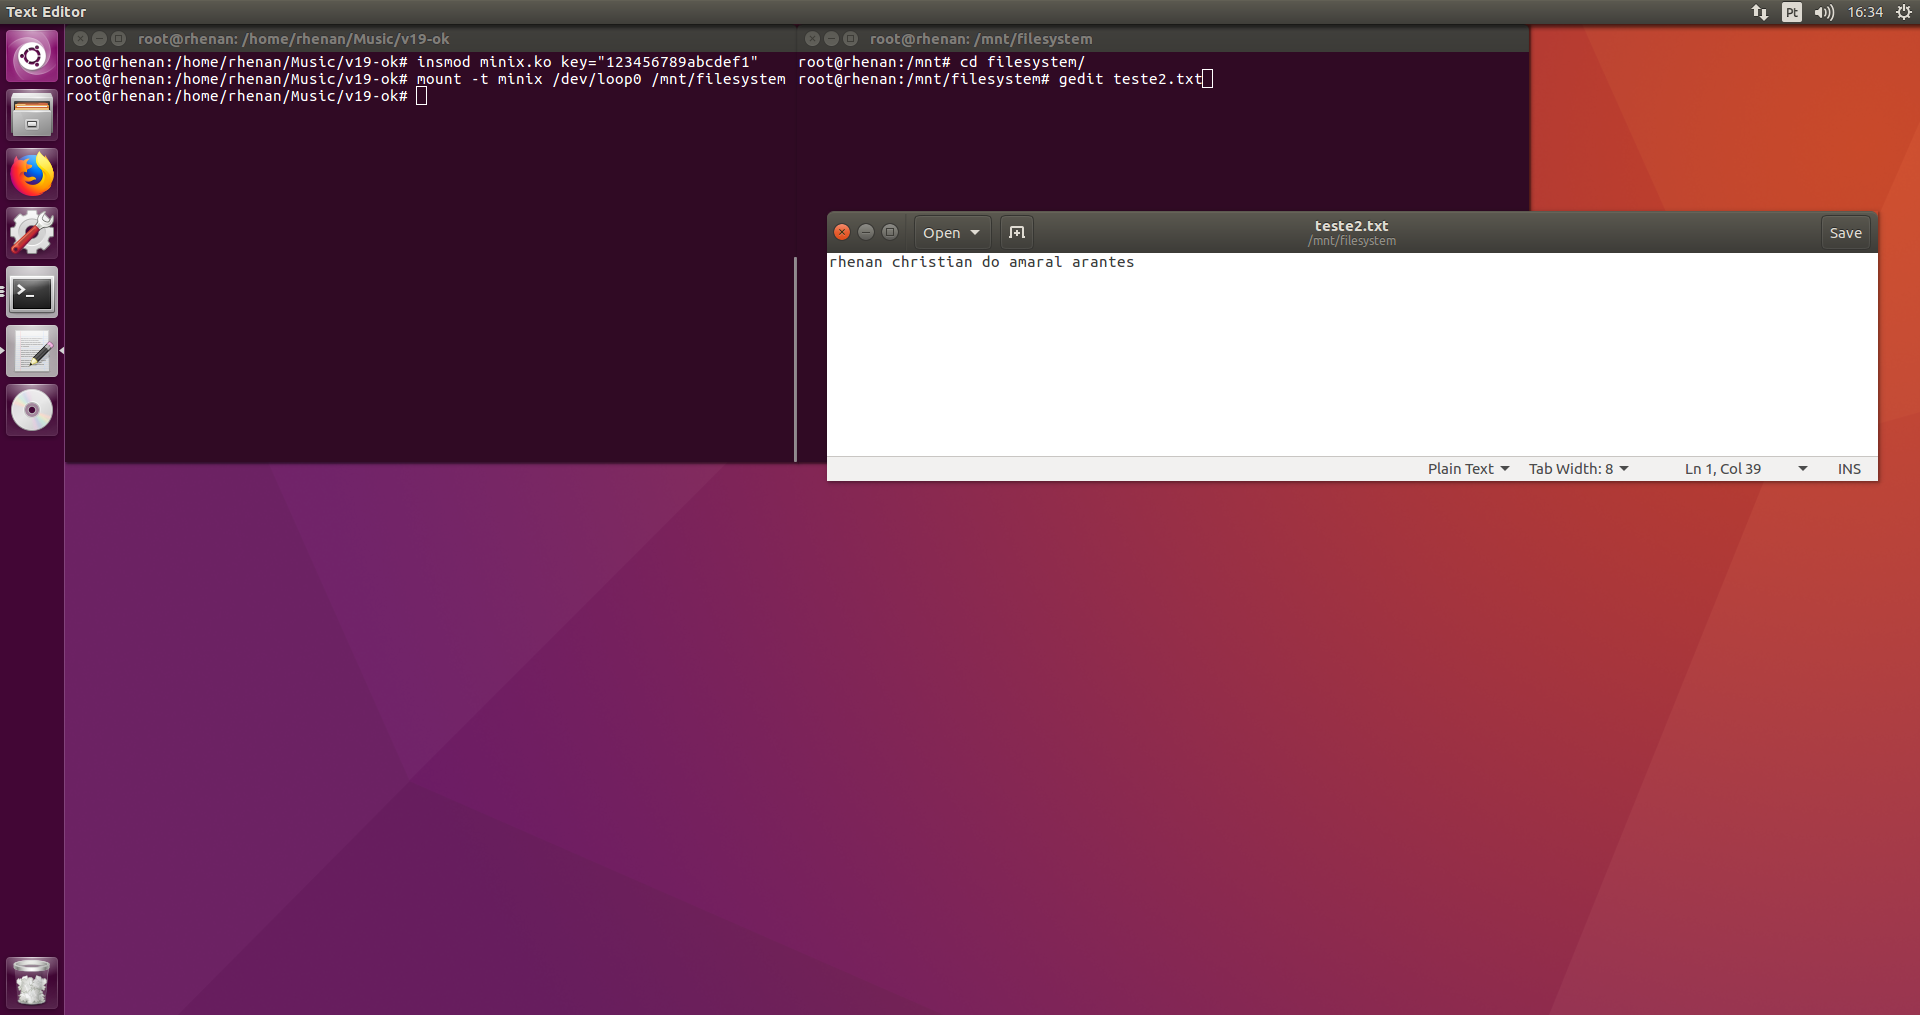 Text Editor
Pt
16:34
root@rhenan: /home/rhenan/Music/v19-ok
root@rhenan:/home/rhenan/Music/v19-ok# insmod minix.ko key="123456789abcdef1"
root@rhenan:/home/rhenan/Music/v19-ok# mount -t minix /dev/loop0 /mnt/filesystem
root@rhenan:/home/rhenan/Music/v19-ok#
root@rhenan: /mnt/filesystem
root@rhenan:/mnt# cd filesystem/
root@rhenan:/mnt/filesystem# gedit teste2.txt
Open
teste2.txt
/mnt/filesystem
Save
rhenan christian do amaral arantes
Plain Text
Tab Width: 8
Ln 1, Col 39
INS